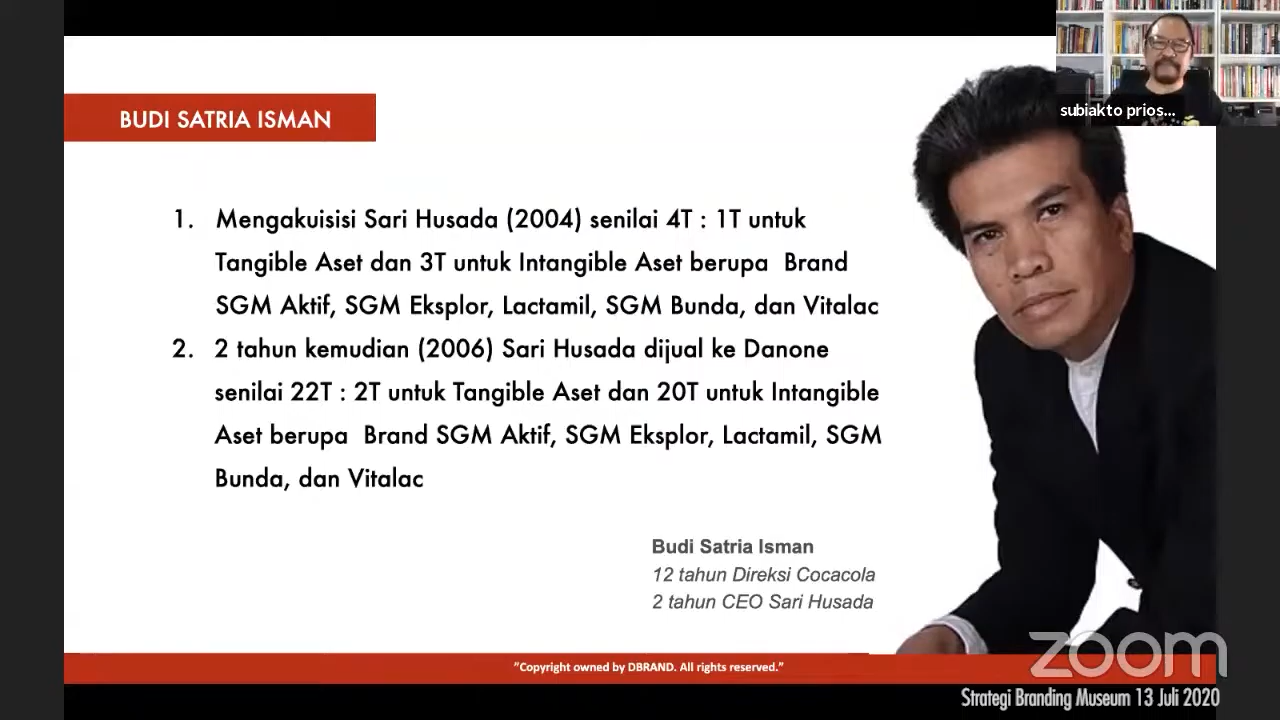 subiakto prios...
BUDI SATRIA ISMAN
1. Mengakuisisi Sari Husada (2004) senilai 4T : 1T untuk
Tangible Aset dan 3T untuk Intangible Aset berupa Brand
SGM Aktif, SGM Eksplor, Lactamil, SGM Bunda, dan Vitalac
2. 2 tahun kemudian (2006) Sari Husada dijual ke Danone
senilai 22T : 2T untuk Tangible Aset dan 20T untuk Intangible
Aset berupa Brand SGM Aktif, SGM Eksplor, Lactamil, SGM
Bunda, dan Vitalac
Budi Satria Isman
12 tahun Direksi Cocacola
2 tahun CEO Sari Husada
zoom
"Copyright owned by DBRAND. All rights reserved."
Strategi Branding Museum 13 Juli 2020